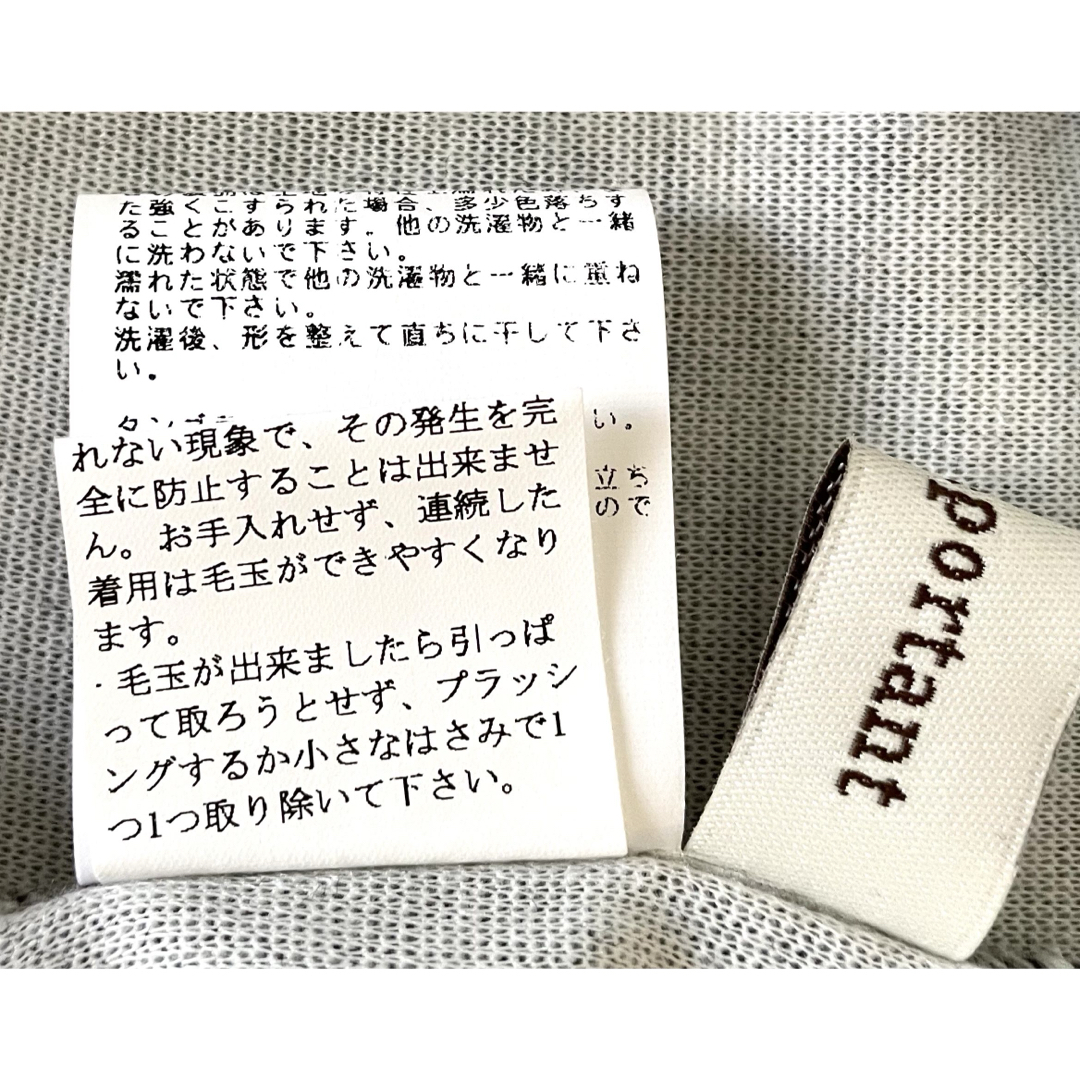 た強くこすられた場合、多少色落ちす
ることがあります。他の洗濯物と一緒
に洗わないで下さい。
濡れた状態で他の洗濯物と一緒に重ね
ないで下さい。
洗濯後、形を整えて直ちに干して下さ
い。
い。
立ち
ので
れない現象で、その発生を完
全に防止することは出来ませ
ん。お手入れせず、連続した
着用は毛玉ができやすくなり
ます。
・毛玉が出来ましたら引っぱ
って取ろうとせず、ブラッシ
ングするか小さなはさみで1
つ1つ取り除いて下さい。
portant